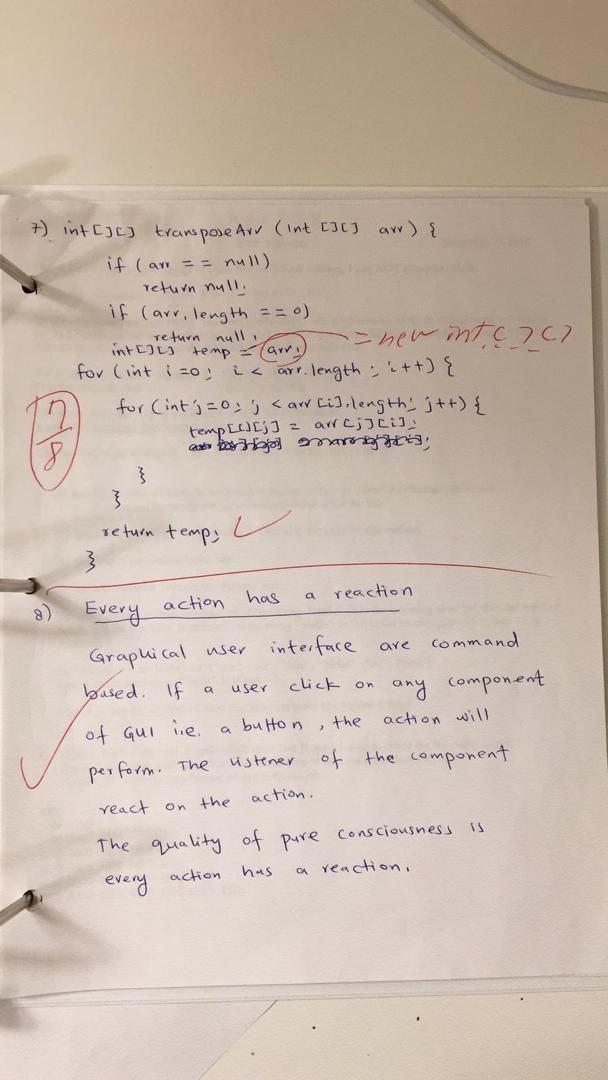 7) int[][] transposeArr (int [][] arr) {
if (arr == null)
return null;
if (arr.length ==0)
return null;
int[][] temp = arr; = new int[ ][]
for (int i=0; i < arr.length ; i++) {
for (int j=0; j < arr[i].length; j++) {
temp[i][j] = arr[j][i];
}
}
7/8
return temp;
}
8) Every action has a reaction
Graphical user interface are command
based. If a user click on any component
of GUI i.e. a button, the action will
perform. The listener of the component
react on the action.
The quality of pure consciousness is
every action has a reaction.